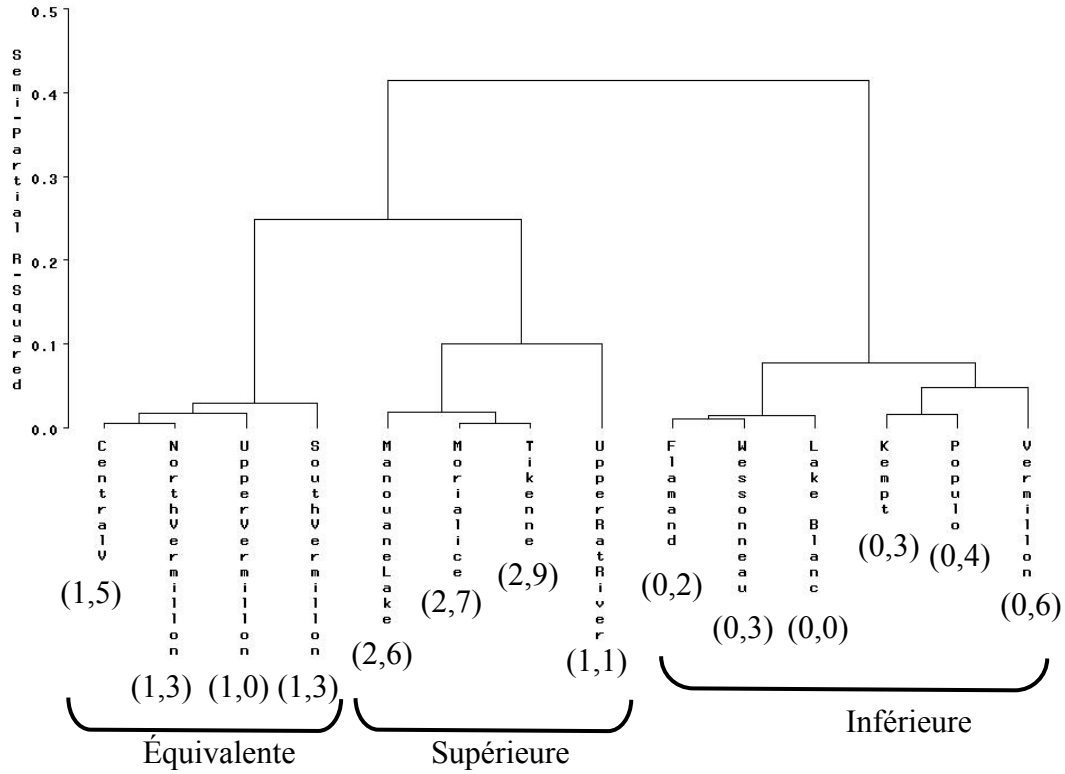 Semi-Partial R-Squared
0.5
0.4
0.3
0.2
0.1
0.0
CentralV
NorthVermillon
UpperVermillon
SouthVermillon
ManouaneLake
Morialice
Tikenne
UpperRatRiver
Flamand
Wessonneau
Lake Blanc
Kempt
Populo
Vermillon
(1,5)
(1,3)
(1,0)
(1,3)
(2,6)
(2,7)
(2,9)
(1,1)
(0,2)
(0,3)
(0,0)
(0,3)
(0,4)
(0,6)
Équivalente
Supérieure
Inférieure